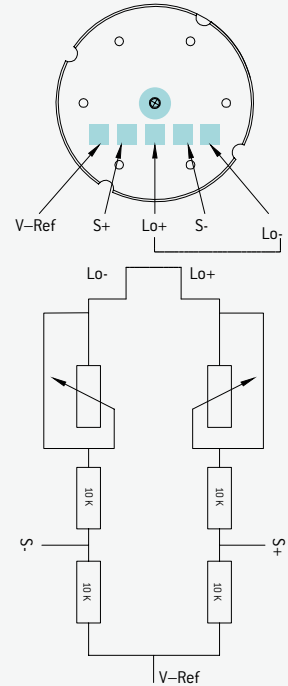 V–Ref S+ Lo+ S- Lo-
Lo- Lo+
10 K 10 K
S- S+
10 K 10 K
V–Ref